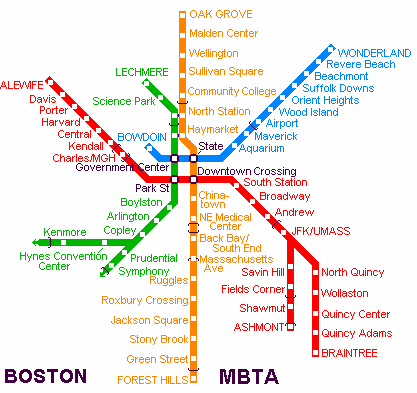 OAK GROVE
Malden Center
Wellington
Sullivan Square
Community College
North Station
Haymarket
LECHMERE
Science Park
WONDERLAND
Revere Beach
Beachmont
Suffolk Downs
Orient Heights
Wood Island
Airport
Maverick
Aquarium
State
BOWDOIN
Government Center
ALEWIFE
Davis
Porter
Harvard
Central
Kendall
Charles/MGH
Park St
Downtown Crossing
South Station
Broadway
Andrew
JFK/UMASS
Boylston
Arlington
Copley
Kenmore
Hynes Convention
Center
Prudential
Symphony
China-
town
NE Medical
Center
Back Bay/
South End
Massachusetts
Ave
Ruggles
Roxbury Crossing
Jackson Square
Stony Brook
Green Street
FOREST HILLS
Savin Hill
Fields Corner
Shawmut
ASHMONT
North Quincy
Wollaston
Quincy Center
Quincy Adams
BRAINTREE
BOSTON
MBTA